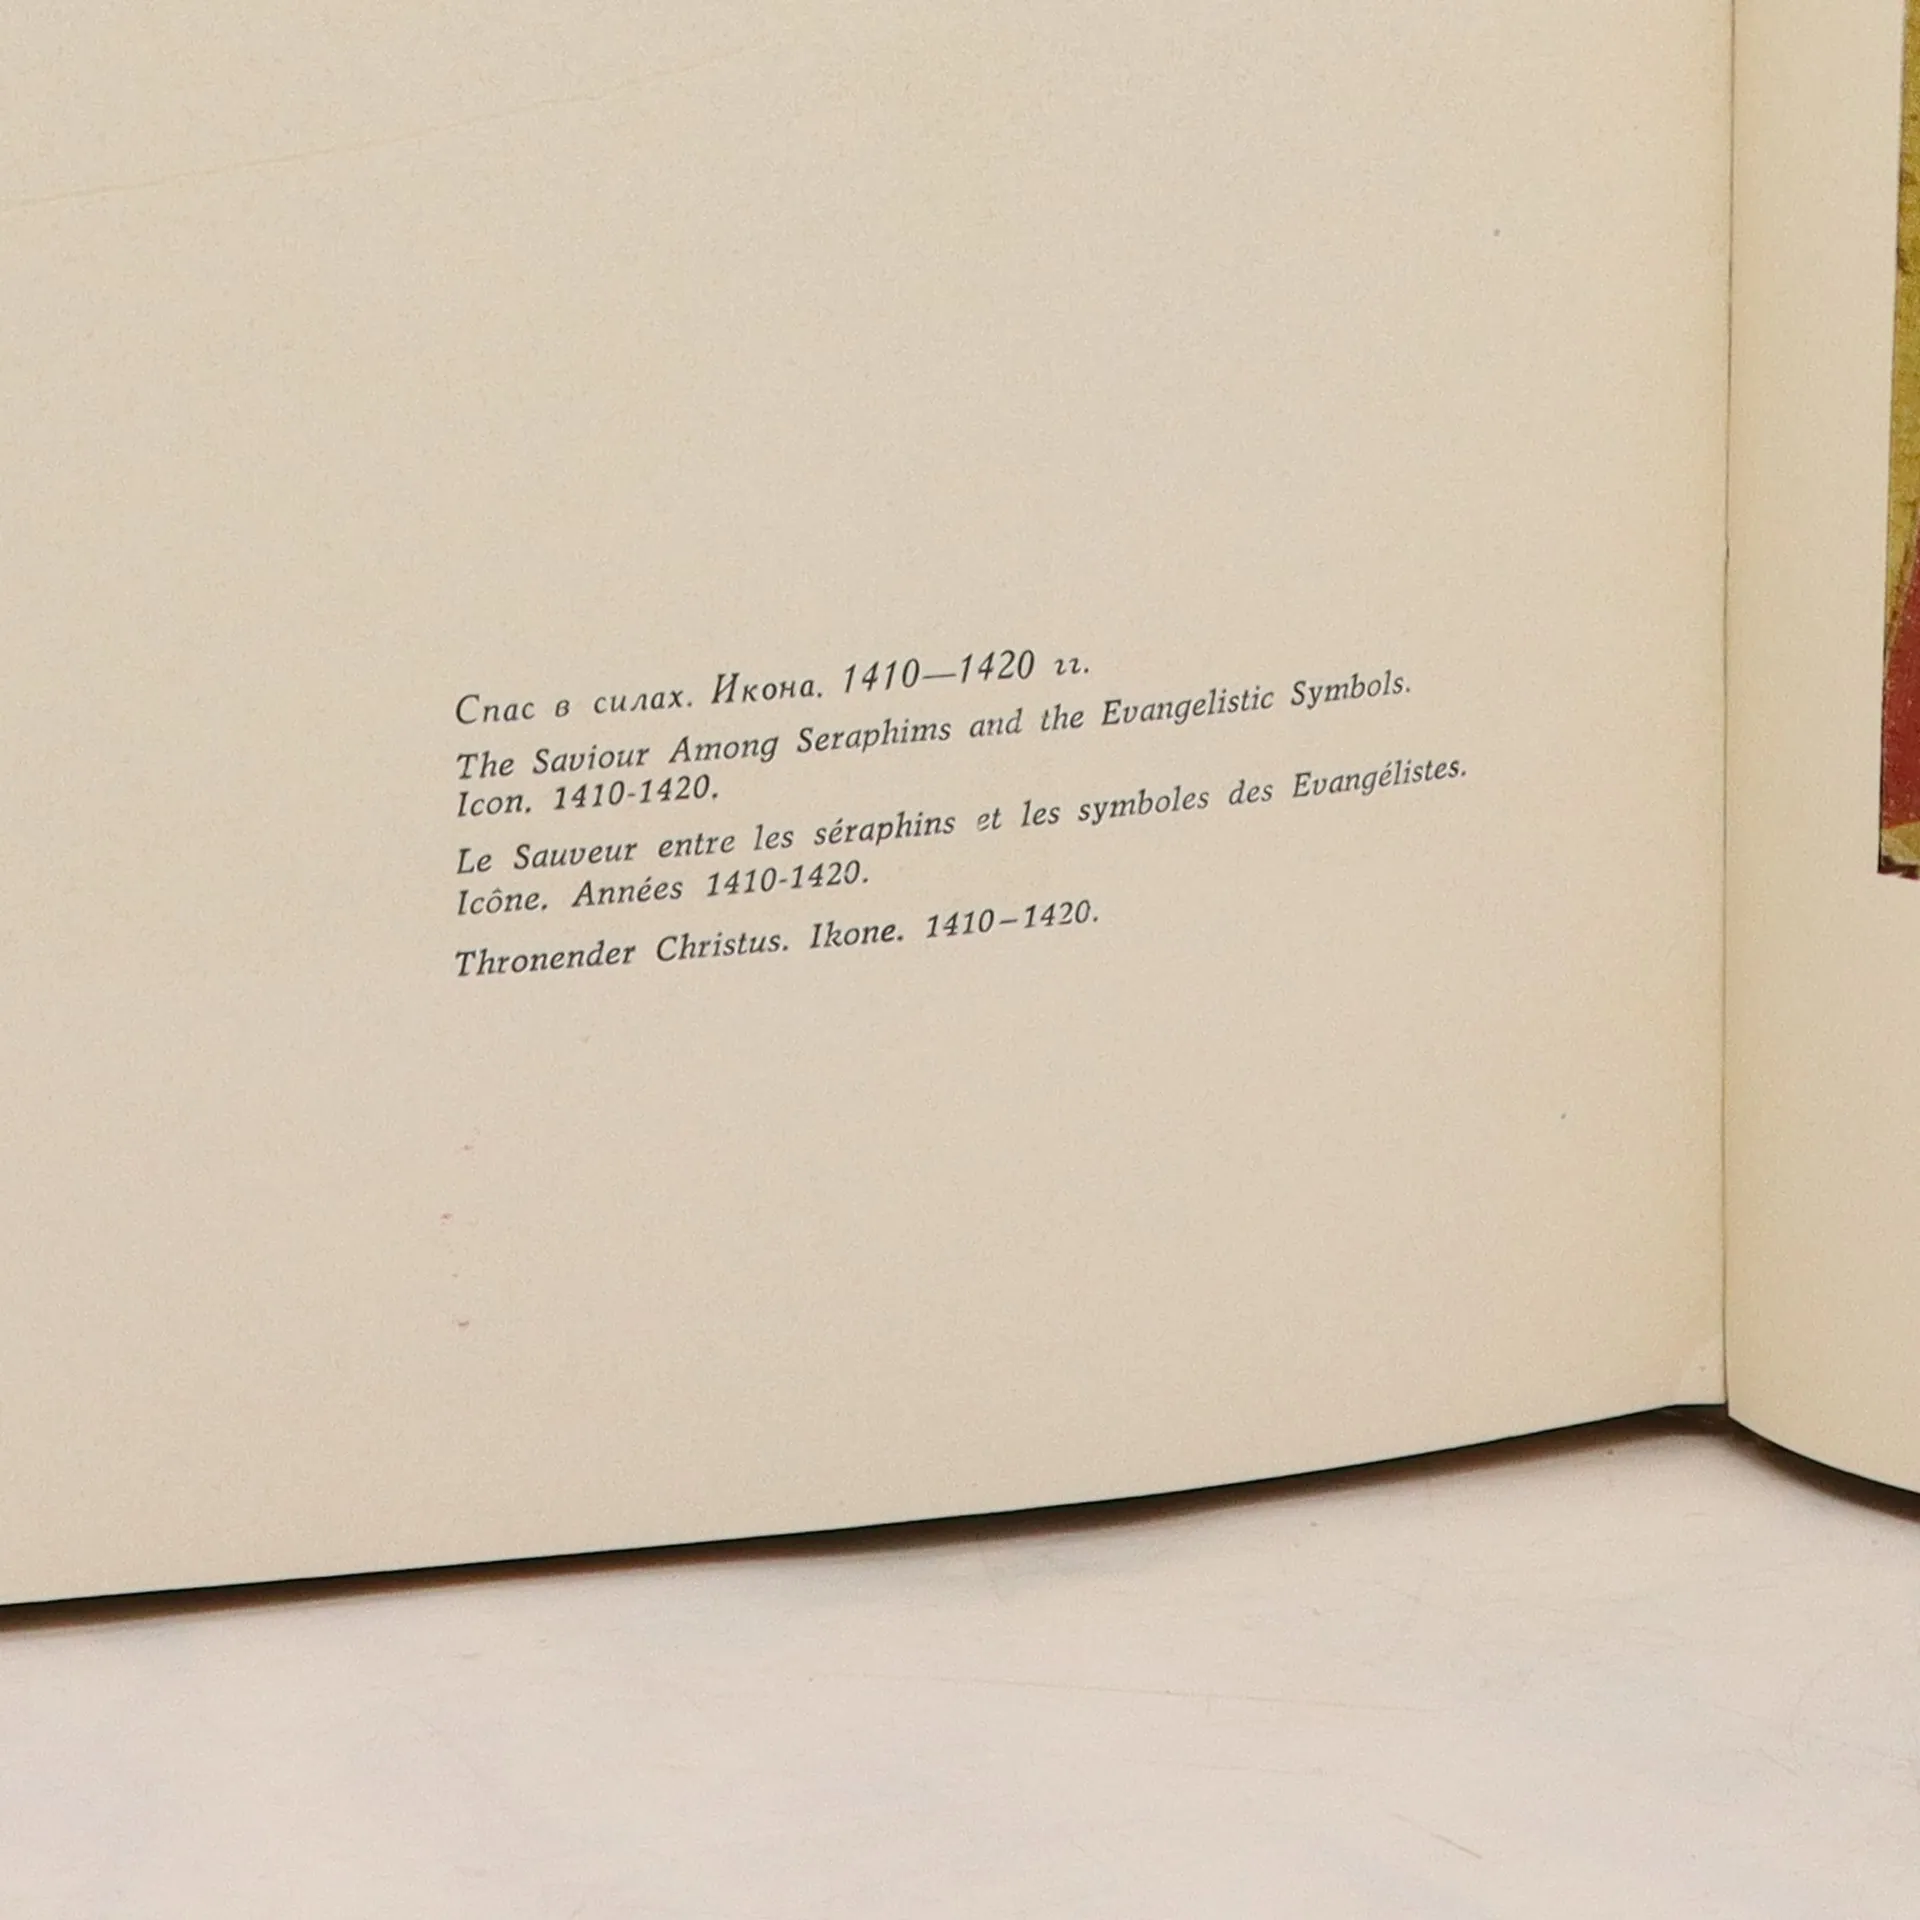 Спас в силах. Икона. 1410—1420 гг.
The Saviour Among Seraphims and the Evangelistic Symbols.
Icon. 1410-1420.
Le Sauveur entre les séraphins et les symboles des Evangélistes.
Icône. Années 1410-1420.
Thronender Christus. Ikone. 1410–1420.